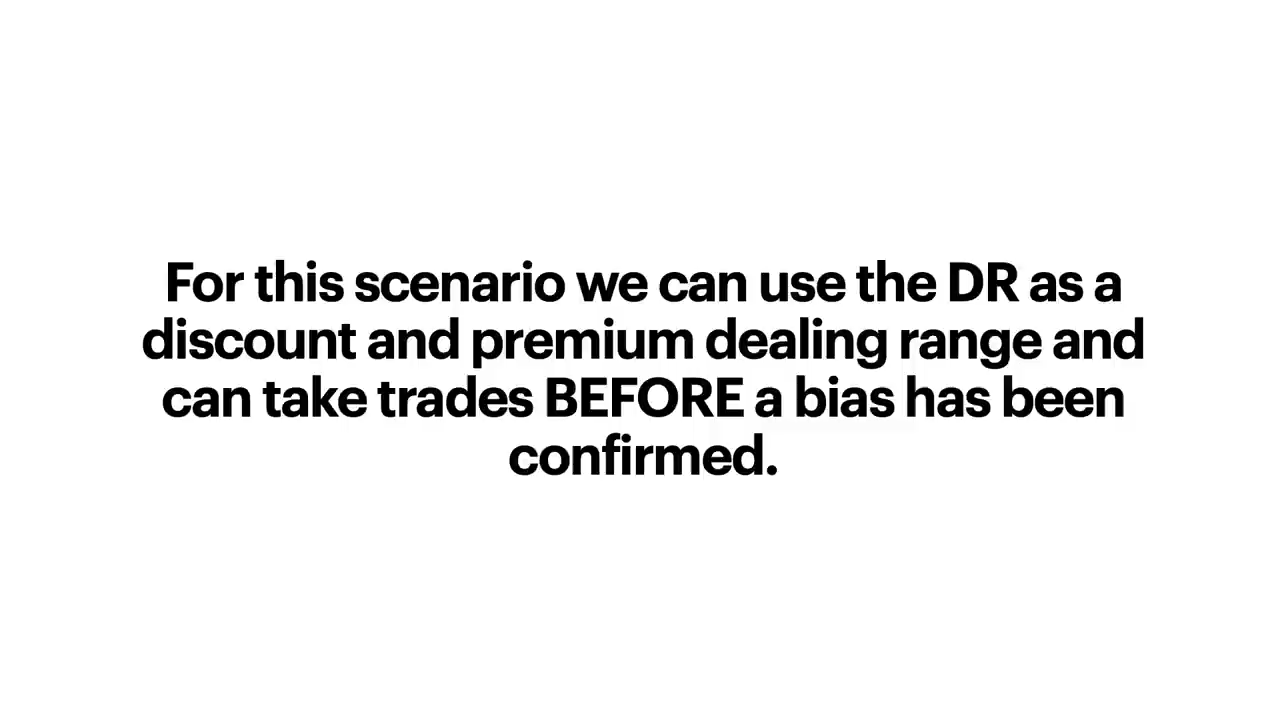 For this scenario we can use the DR as a
discount and premium dealing range and
can take trades BEFORE a bias has been
confirmed.